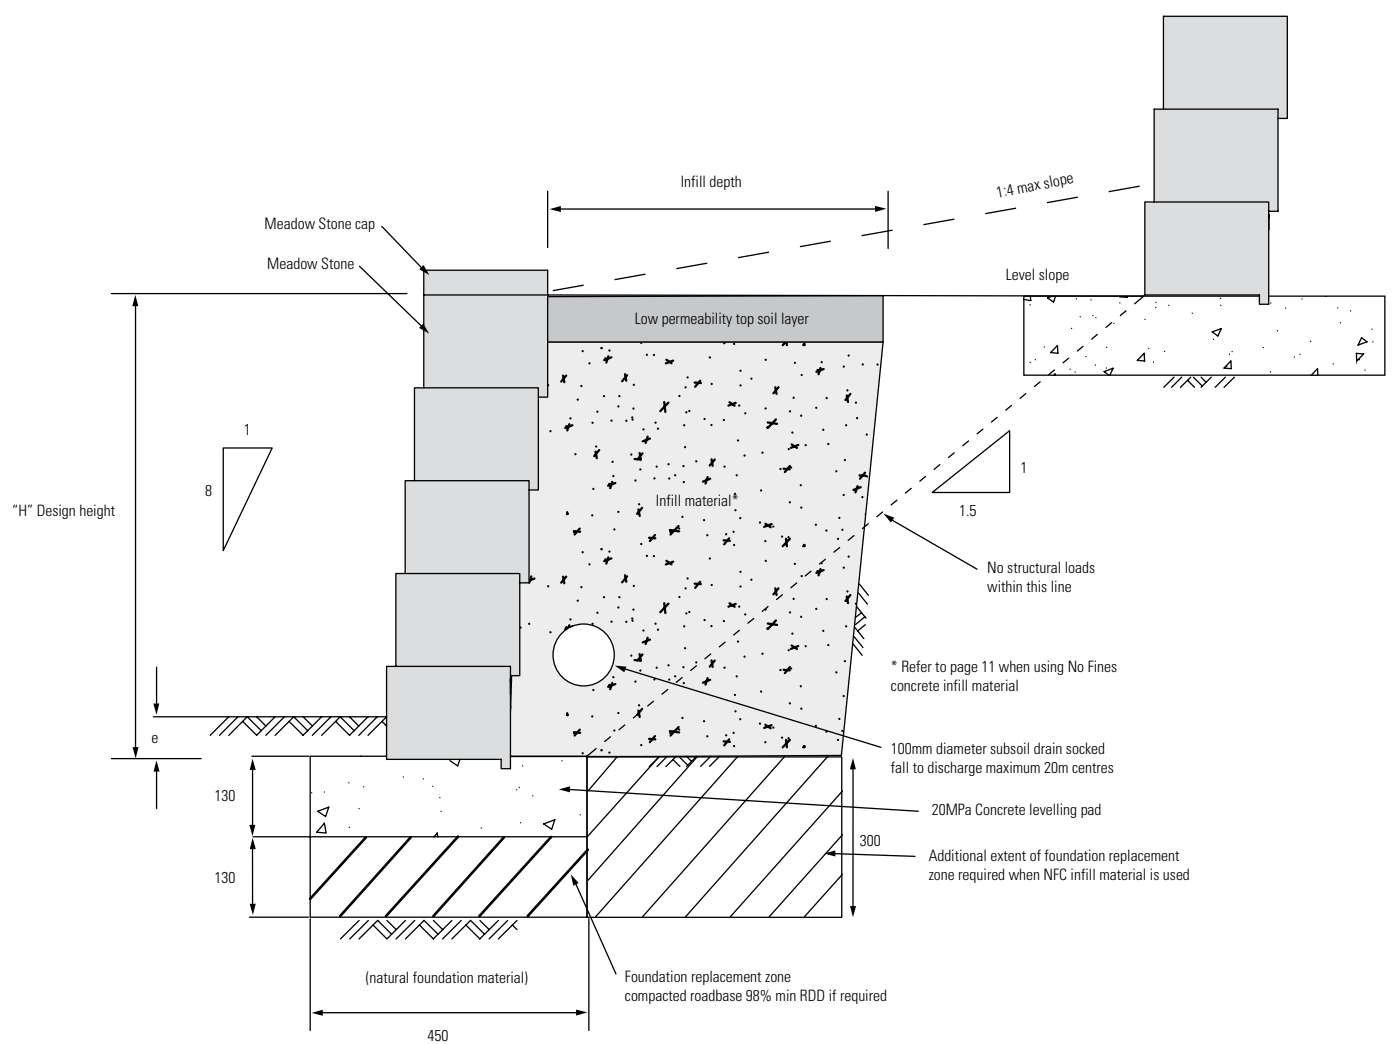 Infill depth
1:4 max slope
Meadow Stone cap
Meadow Stone
Level slope
Low permeability top soil layer
1
8
"H" Design height
Infill material*
1
1.5
No structural loads
within this line
* Refer to page 11 when using No Fines
concrete infill material
e
100mm diameter subsoil drain socked
fall to discharge maximum 20m centres
130
20MPa Concrete levelling pad
300
Additional extent of foundation replacement
zone required when NFC infill material is used
130
(natural foundation material)
Foundation replacement zone
compacted roadbase 98% min RDD if required
450